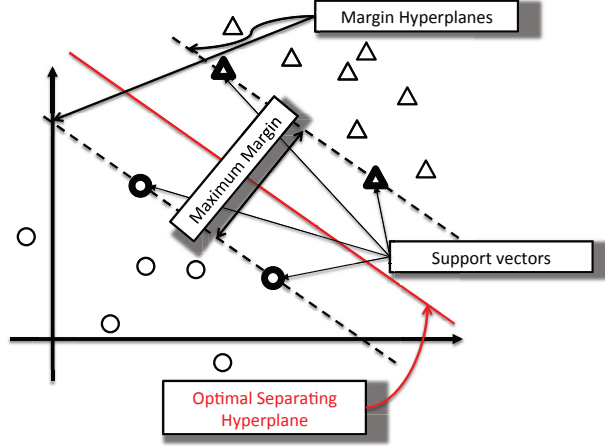 Margin Hyperplanes
Maximum Margin
Support vectors
Optimal Separating
Hyperplane